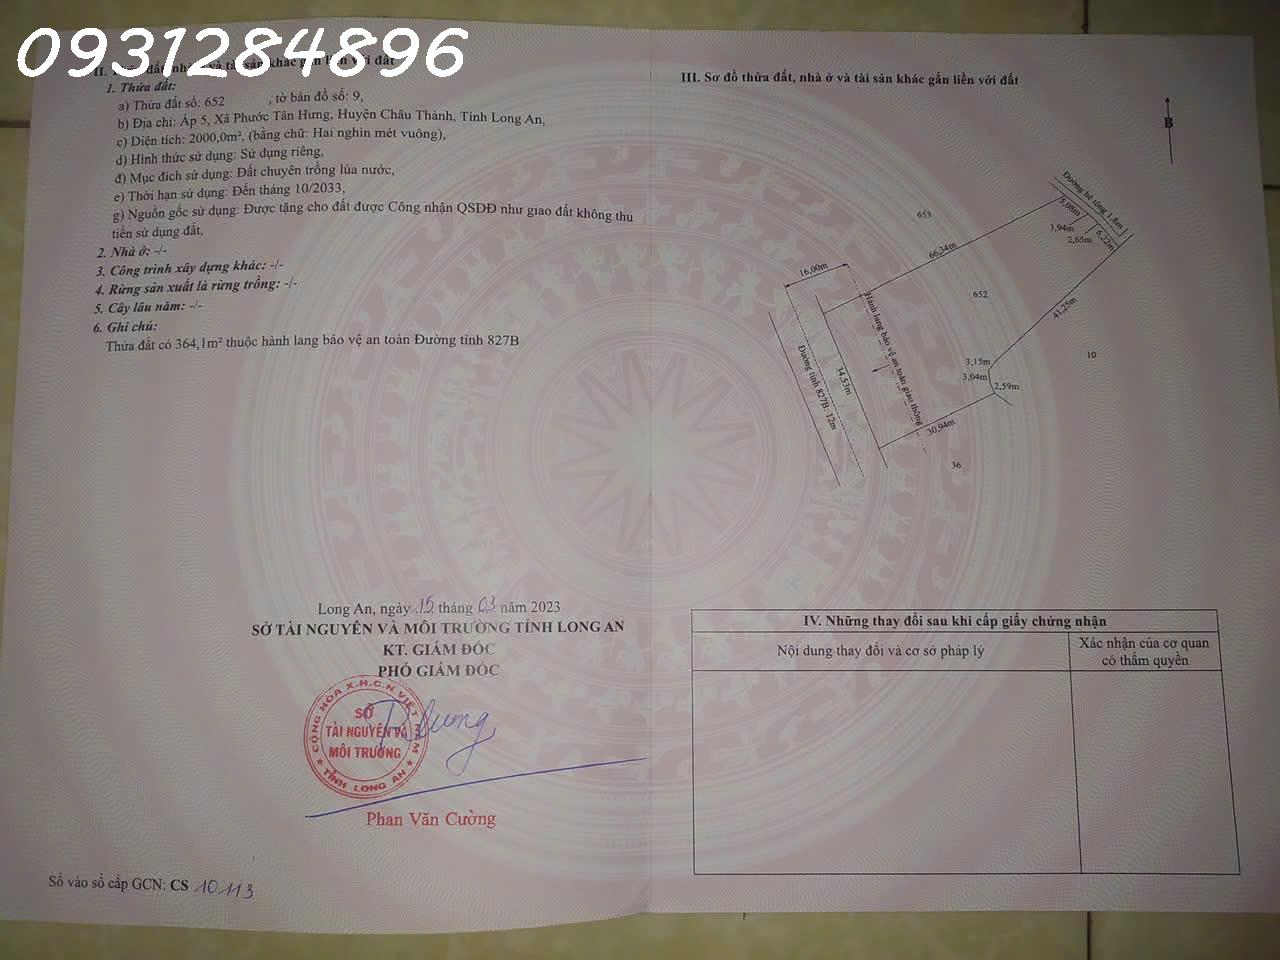 0931284896
II. Thửa đất, nhà ở và tài sản khác gắn liền với đất
1. Thửa đất:
a) Thửa đất số: 652 , tờ bản đồ số: 9,
b) Địa chỉ: Ấp 5, Xã Phước Tân Hưng, Huyện Châu Thành, Tỉnh Long An,
c) Diện tích: 2000,0m², (bằng chữ: Hai nghìn mét vuông),
d) Hình thức sử dụng: Sử dụng riêng,
đ) Mục đích sử dụng: Đất chuyên trồng lúa nước,
e) Thời hạn sử dụng: Đến tháng 10/2033,
g) Nguồn gốc sử dụng: Được tặng cho đất được Công nhận QSDĐ như giao đất không thu
tiền sử dụng đất,
2. Nhà ở: -/-
3. Công trình xây dựng khác: -/-
4. Rừng sản xuất là rừng trồng: -/-
5. Cây lâu năm: -/-
6. Ghi chú:
Thửa đất có 364,1m² thuộc hành lang bảo vệ an toàn Đường tỉnh 827B
Long An, ngày 15 tháng 03 năm 2023
SỞ TÀI NGUYÊN VÀ MÔI TRƯỜNG TỈNH LONG AN
KT. GIÁM ĐỐC
PHÓ GIÁM ĐỐC
CỘNG HÒA X.H.C.N VIỆT NAM
SỞ
TÀI NGUYÊN VÀ
MÔI TRƯỜNG
★ TỈNH LONG AN ★
Phan Văn Cường
Số vào sổ cấp GCN: CS 10113
III. Sơ đồ thửa đất, nhà ở và tài sản khác gắn liền với đất
B
Đường bê tông 1,8m
5,08m
3,94m
2,65m
6,22m
653
66,34m
16,00m
652
41,25m
Hành lang bảo vệ an toàn giao thông
Đường tỉnh 827B- 12m
34,53m
3,15m
3,04m
2,59m
10
30,94m
36
IV. Những thay đổi sau khi cấp giấy chứng nhận
Nội dung thay đổi và cơ sở pháp lý
Xác nhận của cơ quan
có thẩm quyền